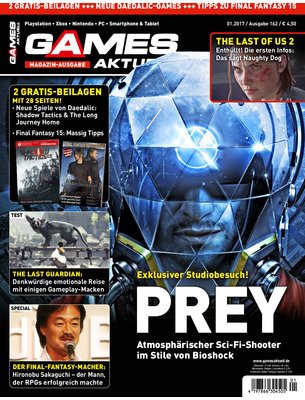 2 GRATIS-BEILAGEN +++ NEUE DAEDALIC-GAMES +++ TIPPS ZU FINAL FANTASY 15
Playstation • Xbox • Nintendo • PC • Smartphone & Tablet
01.2017 / Ausgabe 162 / € 4,50
GAMES
AKTUELL
GAMES
MAGAZIN-AUSGABE
AKTUELL
THE LAST OF US 2
Enthüllt! Die ersten Infos:
Das sagt Naughty Dog
2 GRATIS-BEILAGEN
MIT 28 SEITEN!
• Neue Spiele von Daedalic:
Shadow Tactics & The Long
Journey Home
• Final Fantasy 15: Massig Tipps
TEST
THE LAST GUARDIAN:
Denkwürdige emotionale Reise
mit einigen Gameplay-Macken
SPECIAL
DER FINAL-FANTASY-MACHER:
Hironobu Sakaguchi – der Mann,
der RPGs erfolgreich machte
Exklusiver Studiobesuch!
PREY
Atmosphärischer Sci-Fi-Shooter
im Stile von Bioshock
www.gamesaktuell.de